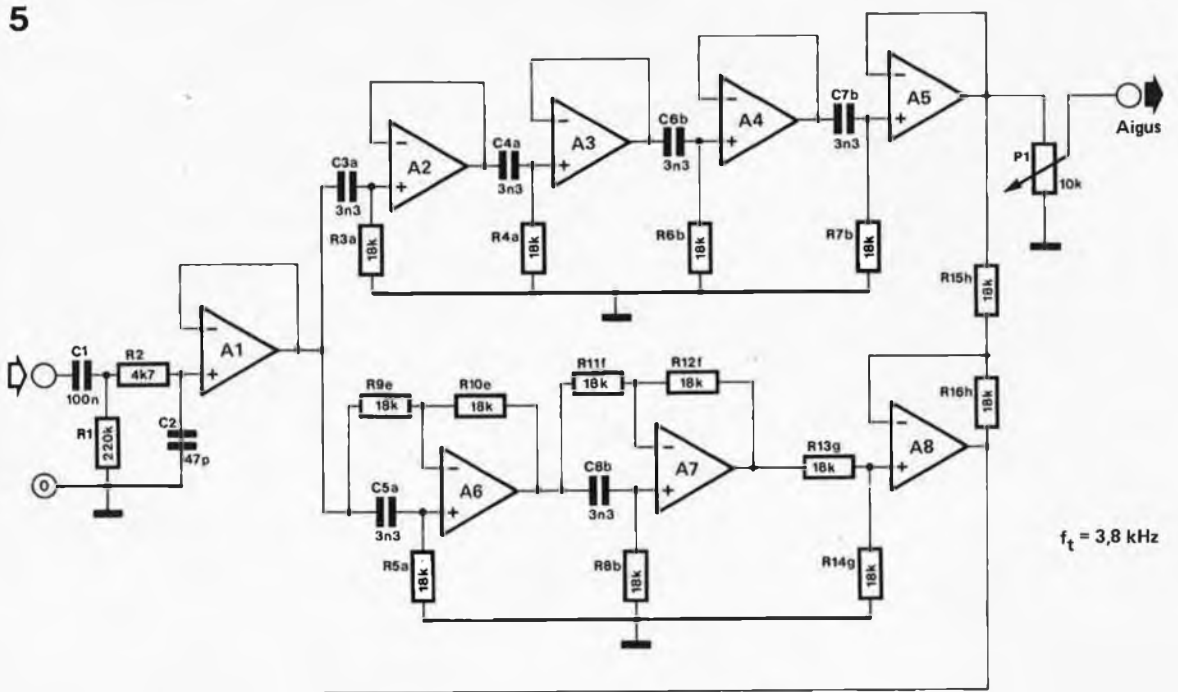 5
C3a
3n3
R3a
18k
A2
C4a
3n3
R4a
18k
A3
C6b
3n3
R6b
18k
A4
C7b
3n3
R7b
18k
A5
P1
10k
Aigus
C1
100n
R1
220k
R2
4k7
C2
47p
0
A1
R9e
18k
R10e
18k
C5a
3n3
R5a
18k
A6
R11f
18k
R12f
18k
C8b
3n3
R8b
18k
A7
R13g
18k
R14g
18k
A8
R15h
18k
R16h
18k
ft = 3,8 kHz